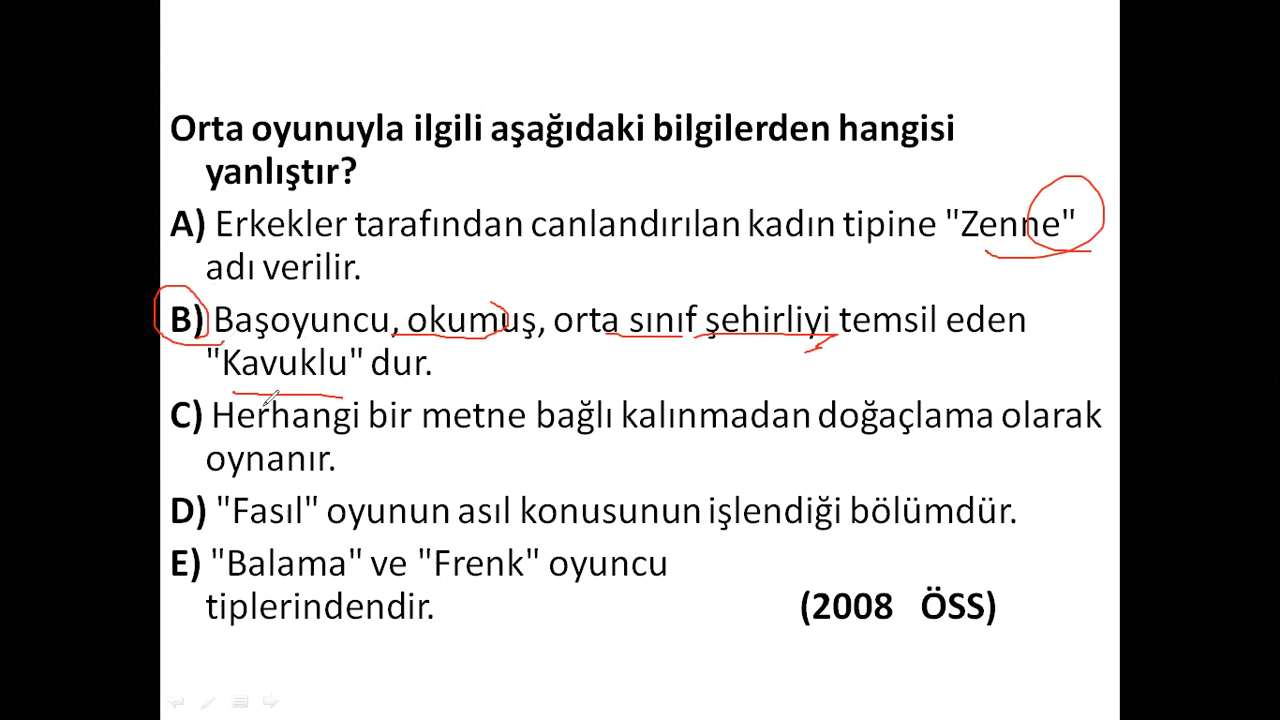 Orta oyunuyla ilgili aşağıdaki bilgilerden hangisi
yanlıştır?
A) Erkekler tarafından canlandırılan kadın tipine "Zenne"
adı verilir.
B) Başoyuncu, okumuş, orta sınıf şehirliyi temsil eden
"Kavuklu" dur.
C) Herhangi bir metne bağlı kalınmadan doğaçlama olarak
oynanır.
D) "Fasıl" oyunun asıl konusunun işlendiği bölümdür.
E) "Balama" ve "Frenk" oyuncu
tiplerindendir. (2008 ÖSS)